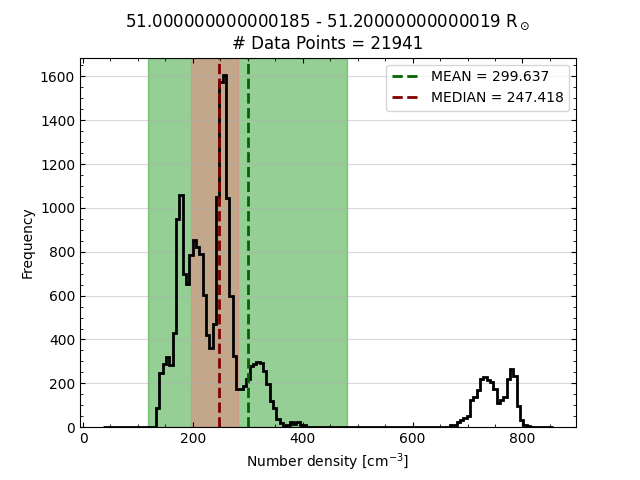 51.000000000000185 - 51.20000000000019 R⊙
# Data Points = 21941
MEAN = 299.637
MEDIAN = 247.418
Frequency
1600
1400
1200
1000
800
600
400
200
0
0 200 400 600 800
Number density [cm⁻³]